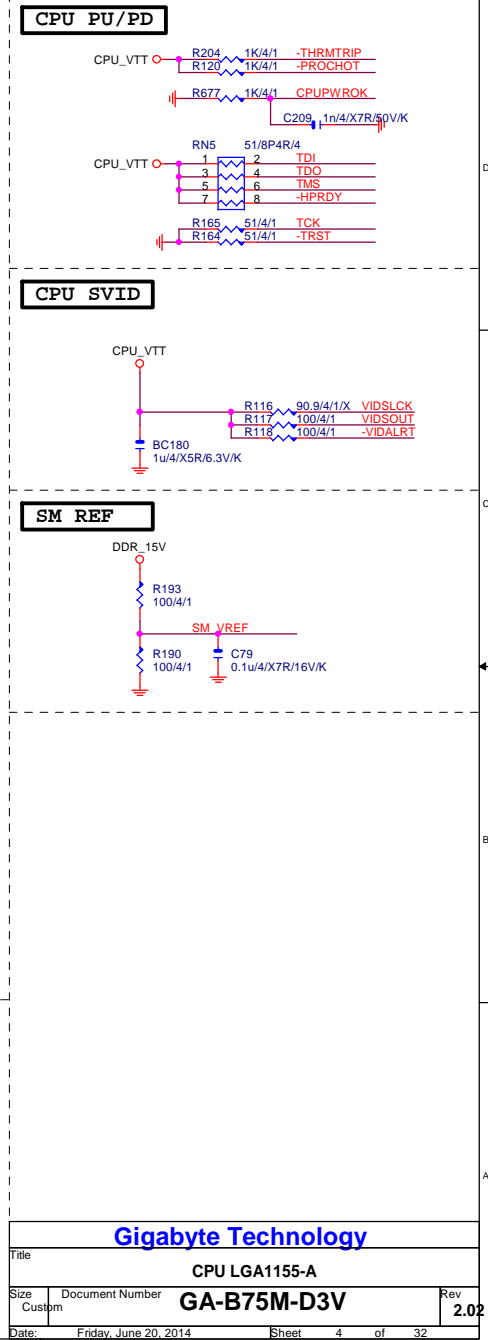 CPU PU/PD
CPU_VTT
R204 1K/4/1 -THRMTRIP
R120 1K/4/1 -PROCHOT
R677 1K/4/1 CPUPWROK
C209 1n/4/X7R/50V/K
RN5 51/8P4R/4
CPU_VTT
1 2 TDI
3 4 TDO
5 6 TMS
7 8 -HPRDY
R165 51/4/1 TCK
R164 51/4/1 -TRST
D
CPU SVID
CPU_VTT
R116 90.9/4/1/X VIDSLCK
R117 100/4/1 VIDSOUT
R118 100/4/1 -VIDALRT
BC180
1u/4/X5R/6.3V/K
C
SM REF
DDR_15V
R193
100/4/1
SM_VREF
R190
100/4/1
C79
0.1u/4/X7R/16V/K
B
A
Gigabyte Technology
Title
CPU LGA1155-A
Size
Custom
Document Number
GA-B75M-D3V
Rev
2.02
Date: Friday, June 20, 2014 Sheet 4 of 32